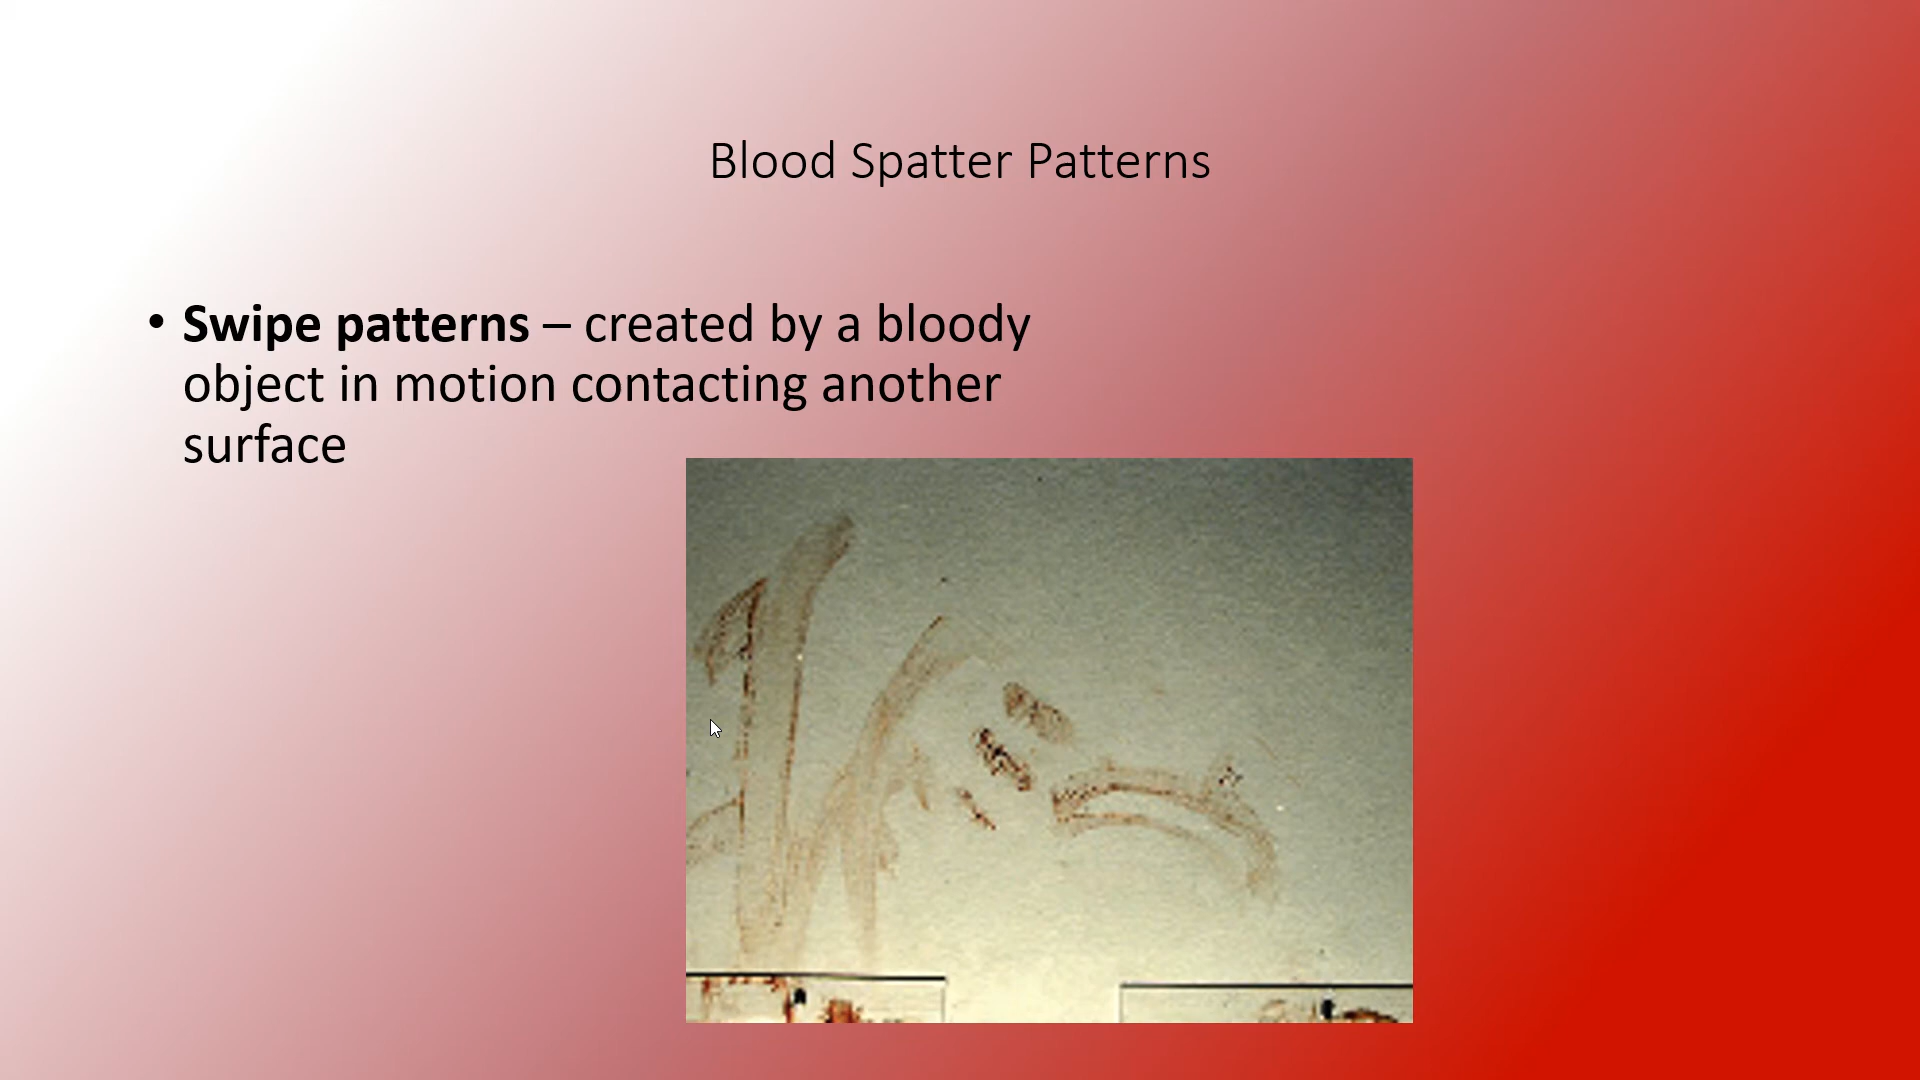 Blood Spatter Patterns
• Swipe patterns – created by a bloody
object in motion contacting another
surface